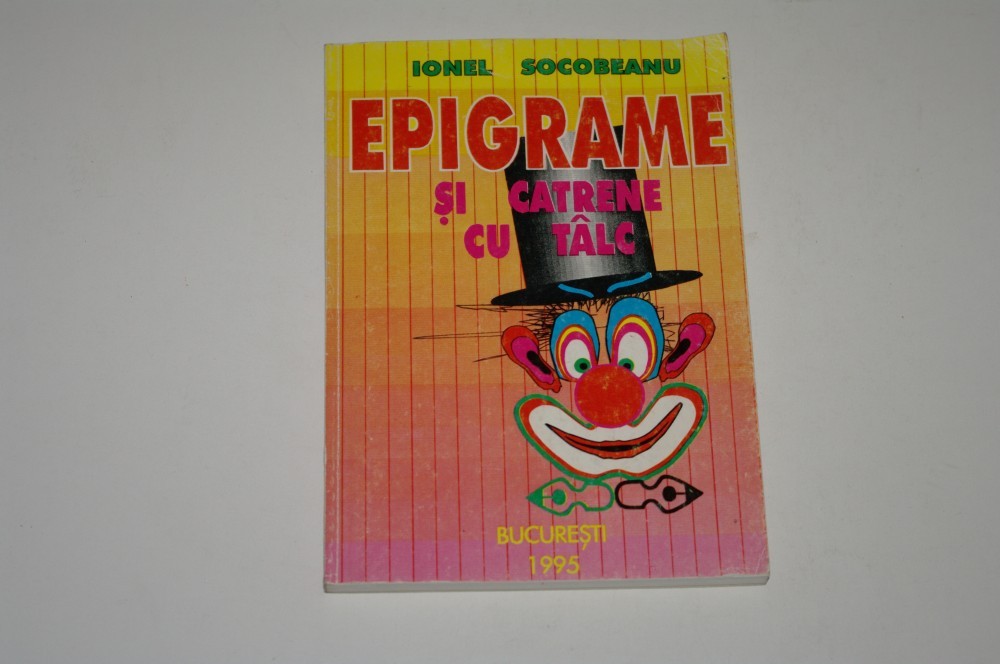 IONEL SOCOBEANU
EPIGRAME
ȘI CATRENE
CU TÂLC
BUCUREȘTI
1995